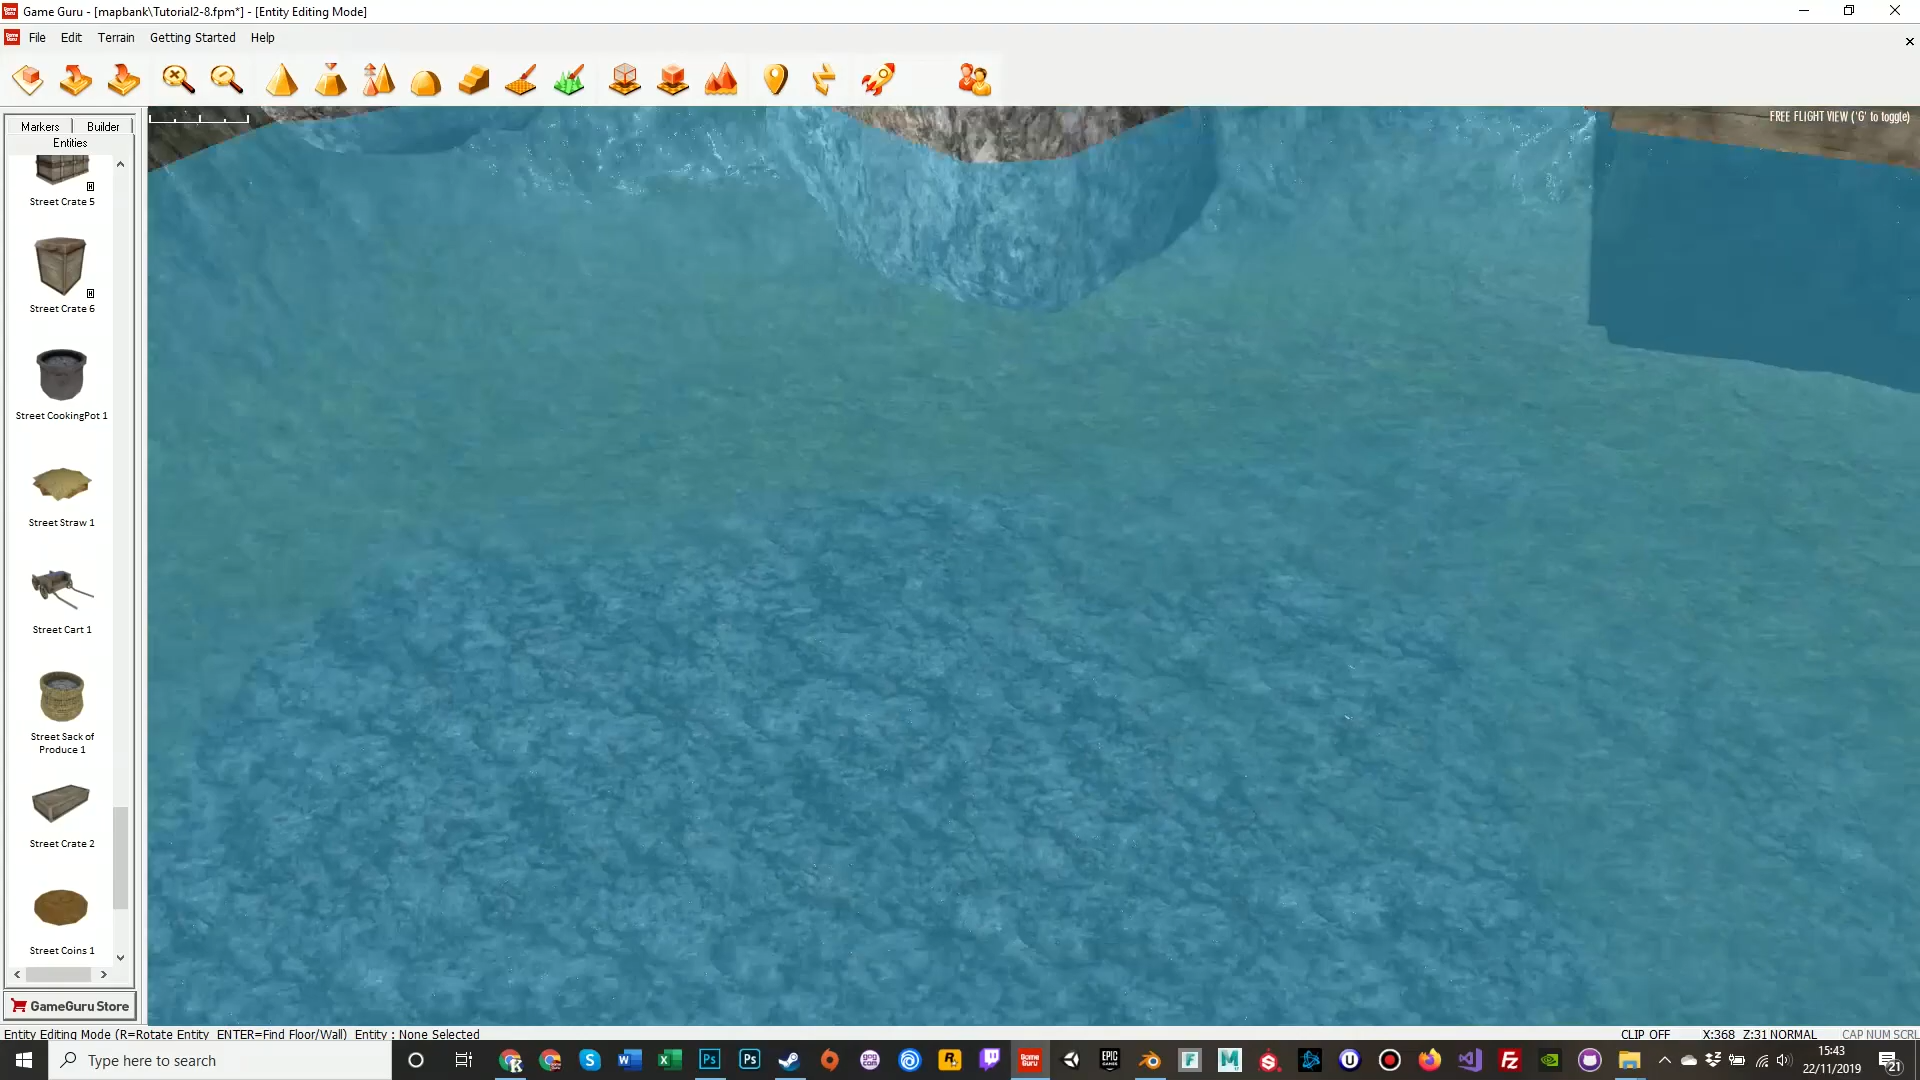 Game Guru - [mapbank\Tutorial2-8.fpm*] - [Entity Editing Mode]
File Edit Terrain Getting Started Help
FREE FLIGHT VIEW ('G' to toggle)
Markers Builder
Entities
Street Crate 5
Street Crate 6
Street CookingPot 1
Street Straw 1
Street Cart 1
Street Sack of
Produce 1
Street Crate 2
Street Coins 1
GameGuru Store
Entity Editing Mode (R=Rotate Entity ENTER=Find Floor/Wall) Entity : None Selected
CLIP OFF X:368 Z:31 NORMAL CAP NUM SCRL
Type here to search
15:43
22/11/2019
21